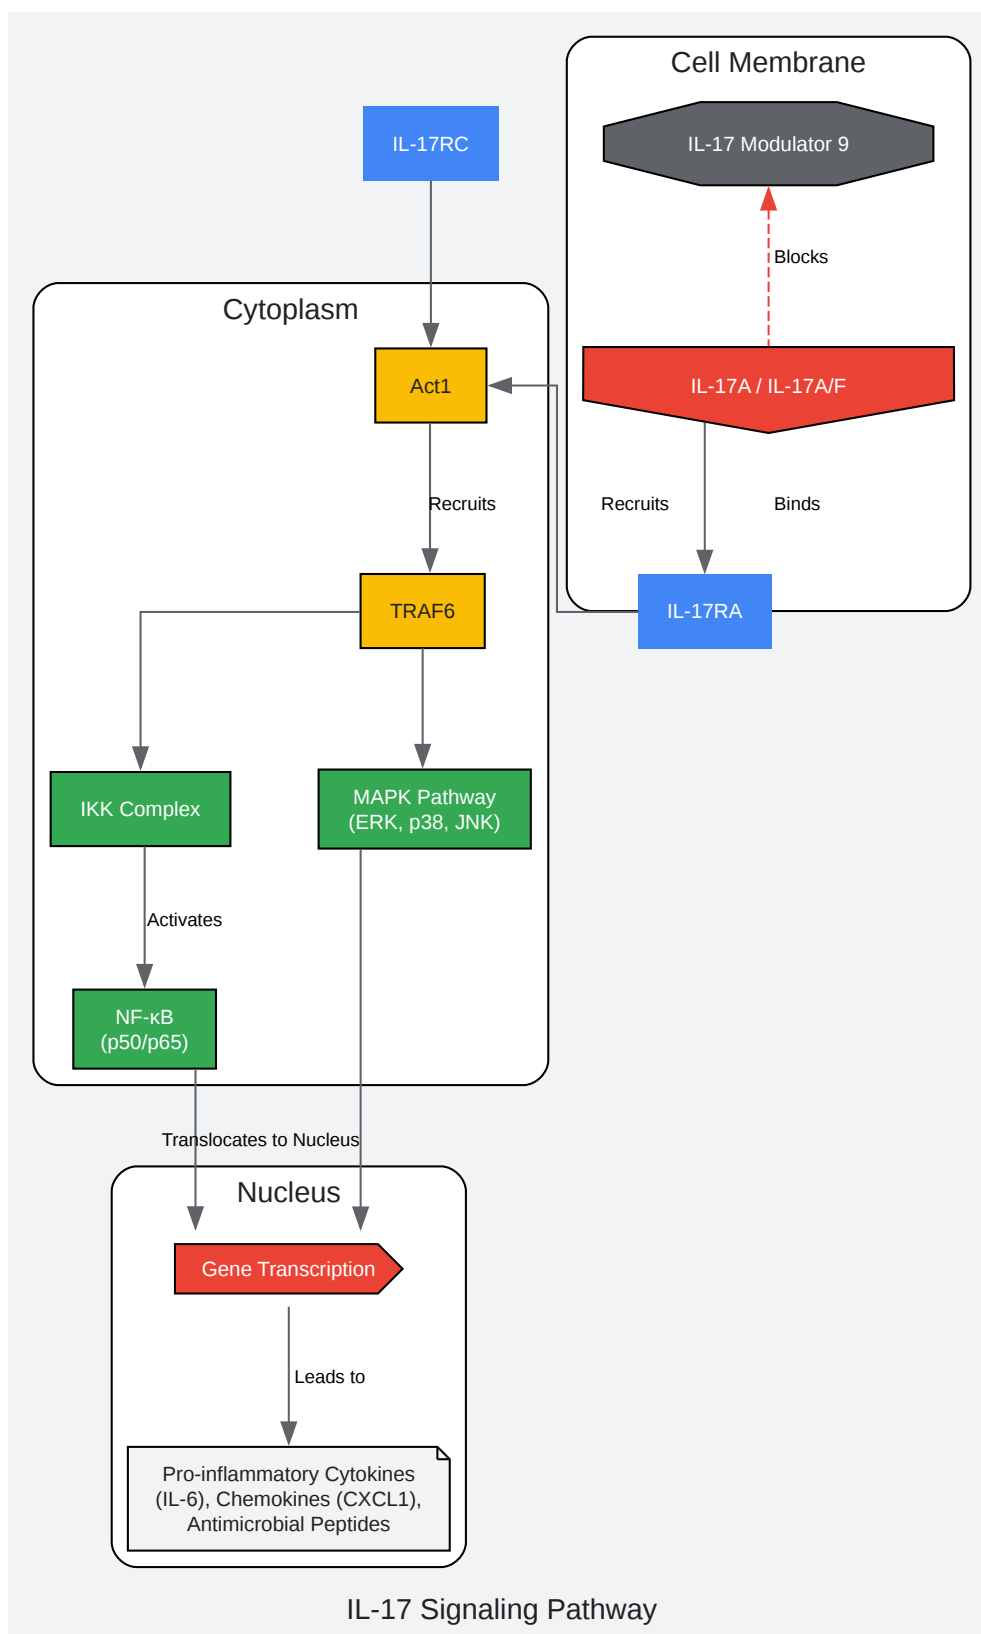 Cell Membrane
IL-17RC
IL-17 Modulator 9
Blocks
Cytoplasm
Act1
IL-17A / IL-17A/F
Recruits
Recruits
Binds
TRAF6
IL-17RA
IKK Complex
MAPK Pathway
(ERK, p38, JNK)
Activates
NF-κB
(p50/p65)
Translocates to Nucleus
Nucleus
Gene Transcription
Leads to
Pro-inflammatory Cytokines
(IL-6), Chemokines (CXCL1),
Antimicrobial Peptides
IL-17 Signaling Pathway